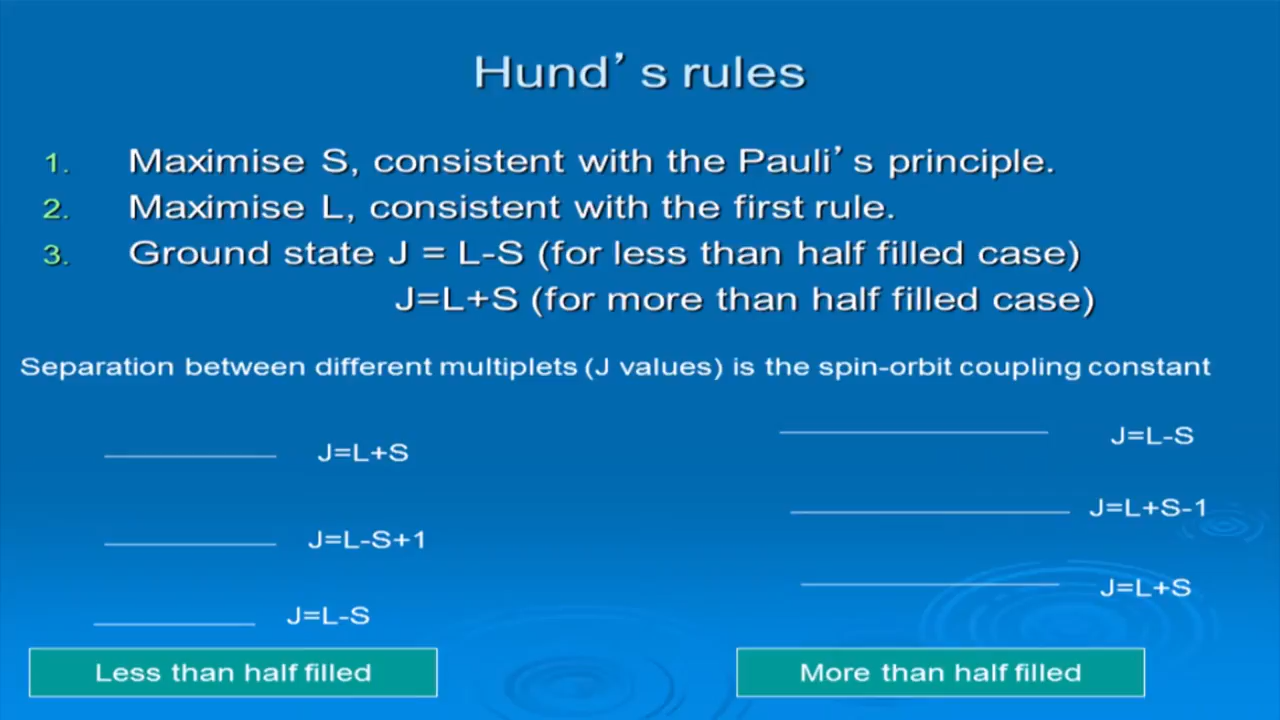 Hund's rules
1. Maximise S, consistent with the Pauli's principle.
2. Maximise L, consistent with the first rule.
3. Ground state J = L-S (for less than half filled case)
J=L+S (for more than half filled case)
Separation between different multiplets (J values) is the spin-orbit coupling constant
J=L+S
J=L-S+1
J=L-S
Less than half filled
J=L-S
J=L+S-1
J=L+S
More than half filled